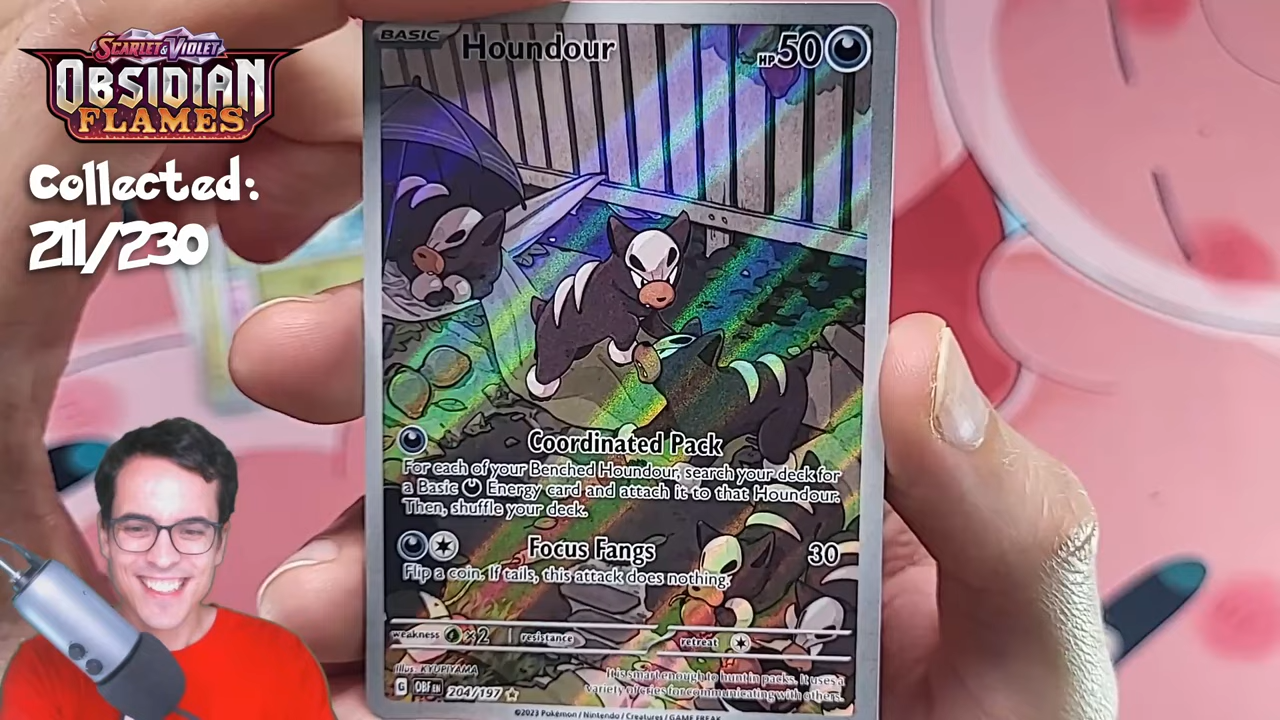 SCARLET & VIOLET
OBSIDIAN
FLAMES
Collected:
211/230
BASIC
Houndour
HP 50
Coordinated Pack
For each of your Benched Houndour, search your deck for
a Basic Energy card and attach it to that Houndour.
Then, shuffle your deck.
Focus Fangs 30
Flip a coin. If tails, this attack does nothing.
weakness ×2 resistance retreat
Illus. KYUPIYAMA
G OBF EN 204/197
It is smart enough to hunt in packs. It uses a
variety of cries for communicating with others.
©2023 Pokémon / Nintendo / Creatures / GAME FREAK